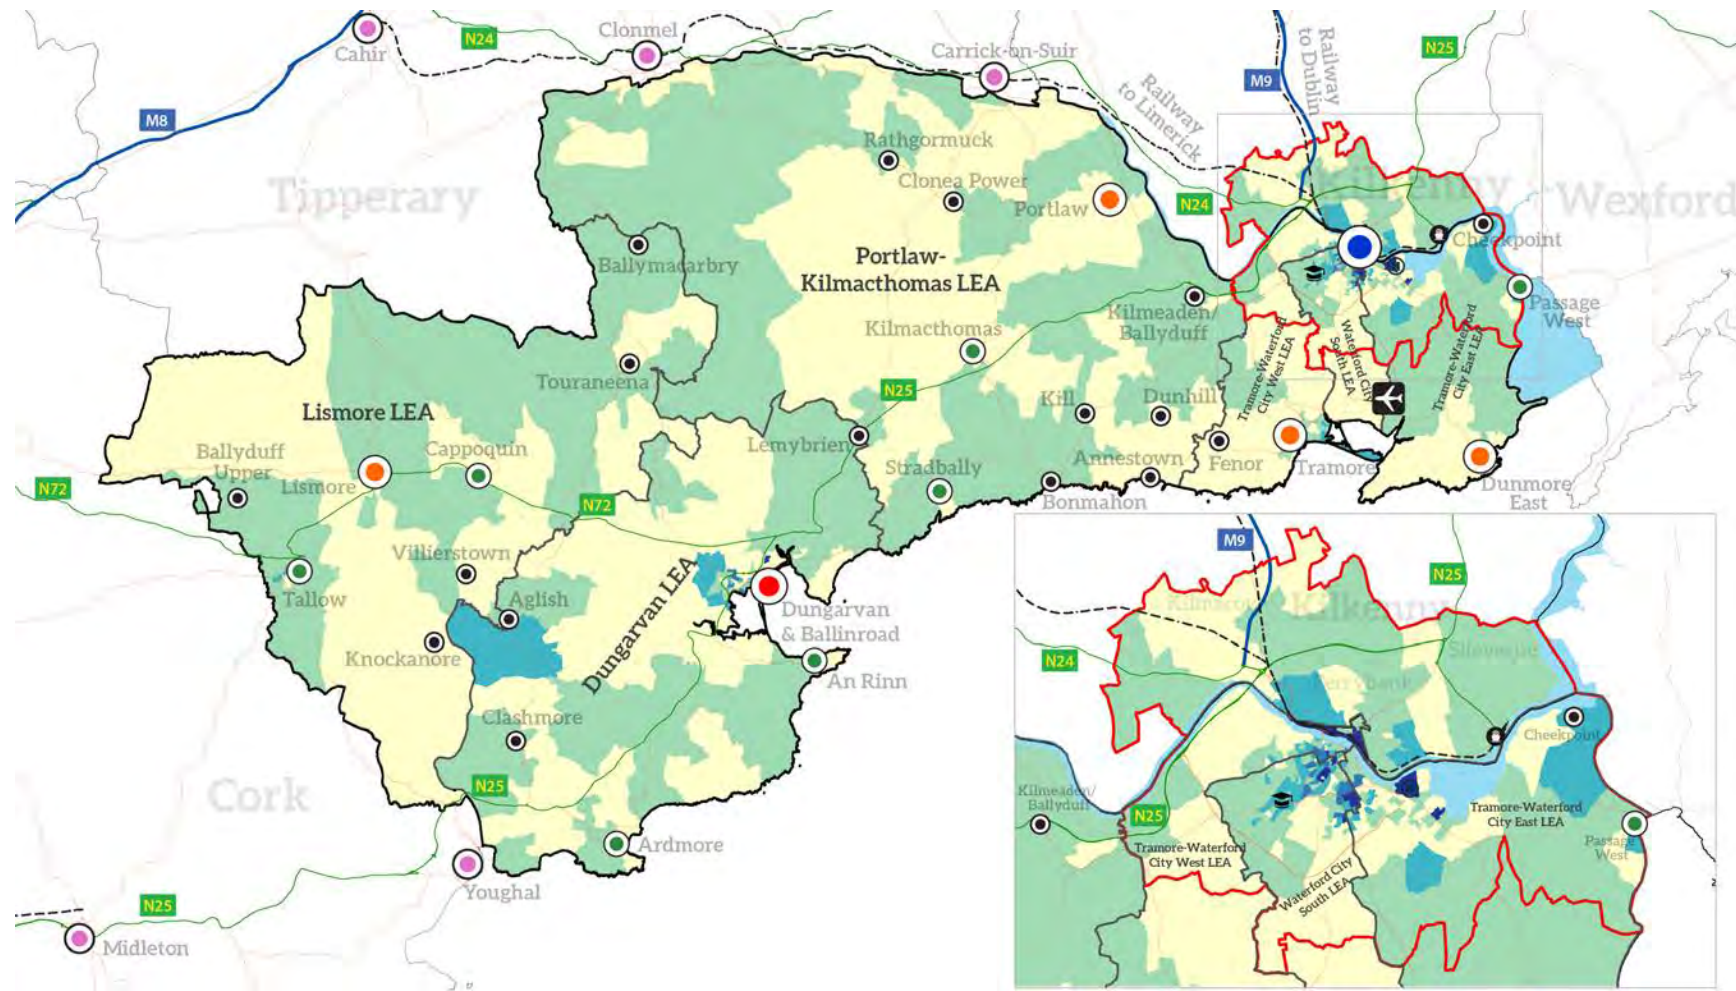 Cahir
N24
Clonmel
Carrick-on-Suir
M9
Railway
to Dublin
N25
M8
Railway
to Limerick
Tipperary
Rathgormuck
Clonea Power
Portlaw
N24
Kilkenny
Wexford
Ballymacarbry
Portlaw-
Kilmacthomas LEA
Cheekpoint
Kilmeaden/
Ballyduff
Passage
West
Kilmacthomas
Touraneena
N25
Tramore-Waterford
City West LEA
Waterford City
South LEA
Tramore-Waterford
City East LEA
Lismore LEA
Kill
Dunhill
Ballyduff
Upper
Cappoquin
Lemybrien
Lismore
Stradbally
Annestown
Fenor
Tramore
Dunmore
East
N72
N72
Bonmahon
Villierstown
Tallow
Aglish
Dungarvan LEA
Dungarvan
& Ballinroad
Knockanore
An Rinn
Clashmore
N25
Cork
Ardmore
Youghal
N25
Midleton
M9
N25
Kilkenny
N24
Cheekpoint
Kilmeaden/
Ballyduff
N25
Tramore-Waterford
City East LEA
Tramore-Waterford
City West LEA
Passage
West
Waterford City
South LEA
2